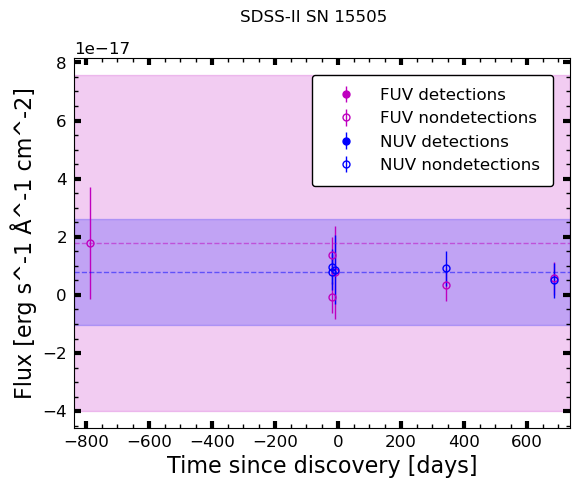 SDSS-II SN 15505
1e−17
8
6
4
2
0
−2
−4
Flux [erg s^-1 Å^-1 cm^-2]
FUV detections
FUV nondetections
NUV detections
NUV nondetections
−800 −600 −400 −200 0 200 400 600
Time since discovery [days]